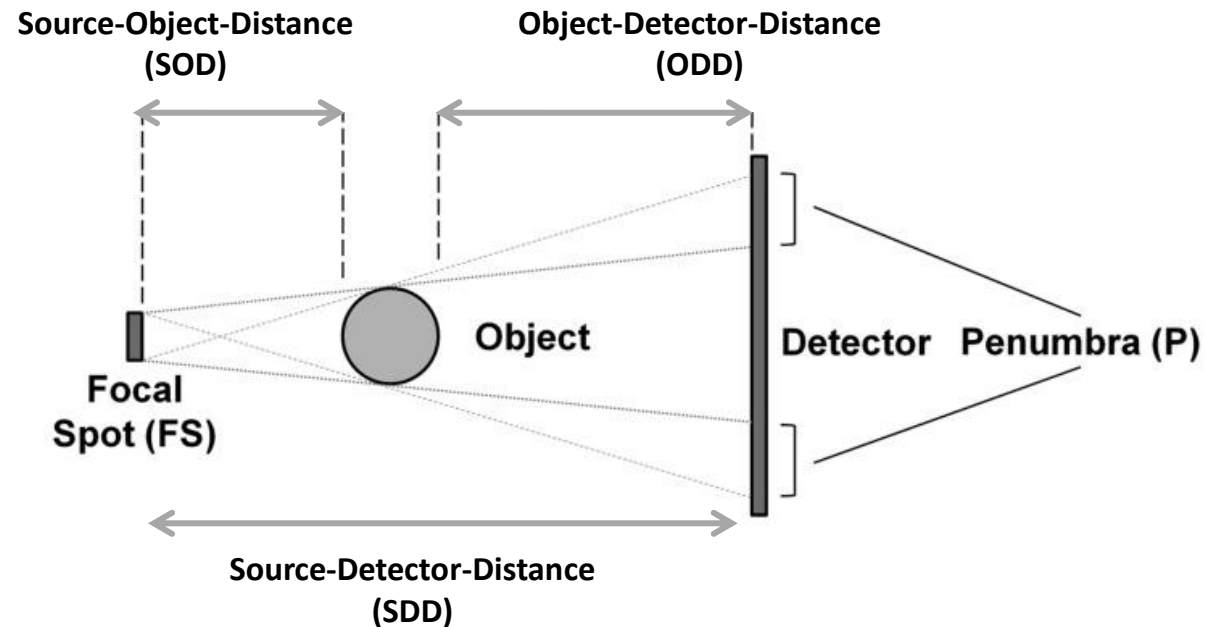 Source-Object-Distance
(SOD)
Object-Detector-Distance
(ODD)
Object
Detector
Penumbra (P)
Focal
Spot (FS)
Source-Detector-Distance
(SDD)